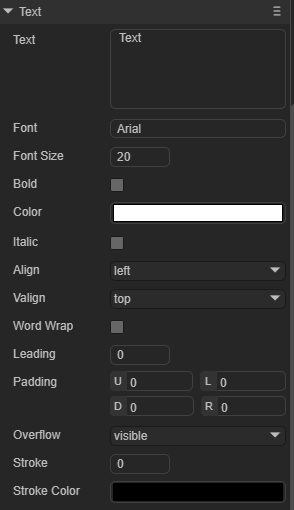 Text
Text Text
Font Arial
Font Size 20
Bold
Color
Italic
Align left
Valign top
Word Wrap
Leading 0
Padding U 0 L 0
D 0 R 0
Overflow visible
Stroke 0
Stroke Color